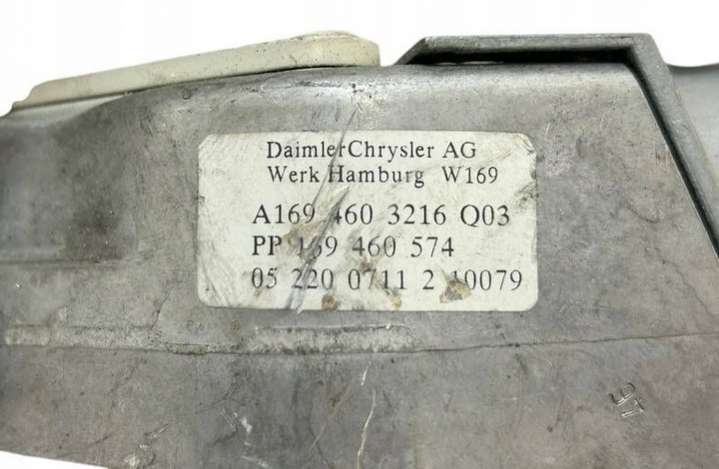 DaimlerChrysler AG
Werk Hamburg W169
A169 460 3216 Q03
PP 169 460 574
05 220 0711 2 10079